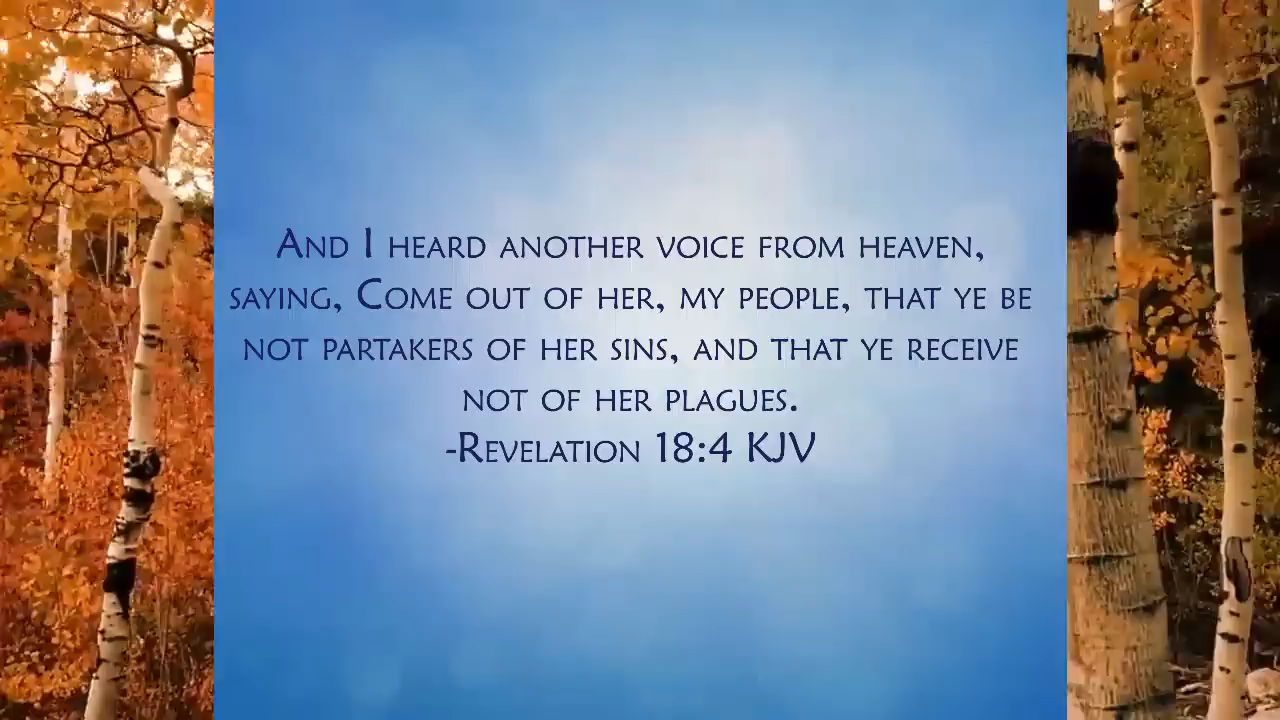 And I heard another voice from heaven,
saying, Come out of her, my people, that ye be
not partakers of her sins, and that ye receive
not of her plagues.
-Revelation 18:4 KJV